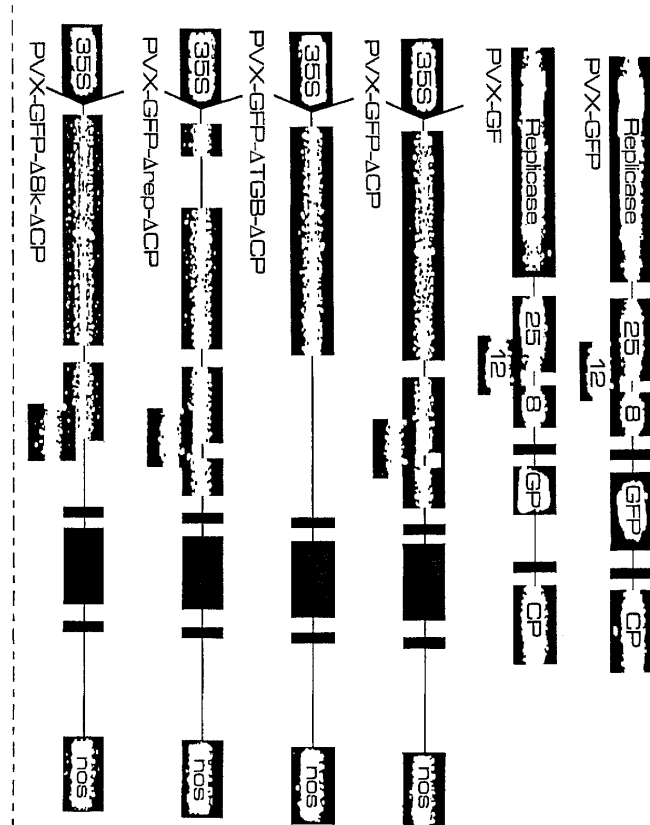 Replicase 25 8 GFP CP
PVX-GFP 12
Replicase 25 8 GP CP
PVX-GF 12
35S nos
PVX-GFP-ΔCP
35S nos
PVX-GFP-ΔTGB-ΔCP
35S nos
PVX-GFP-Δrep-ΔCP
35S nos
PVX-GFP-Δ8k-ΔCP